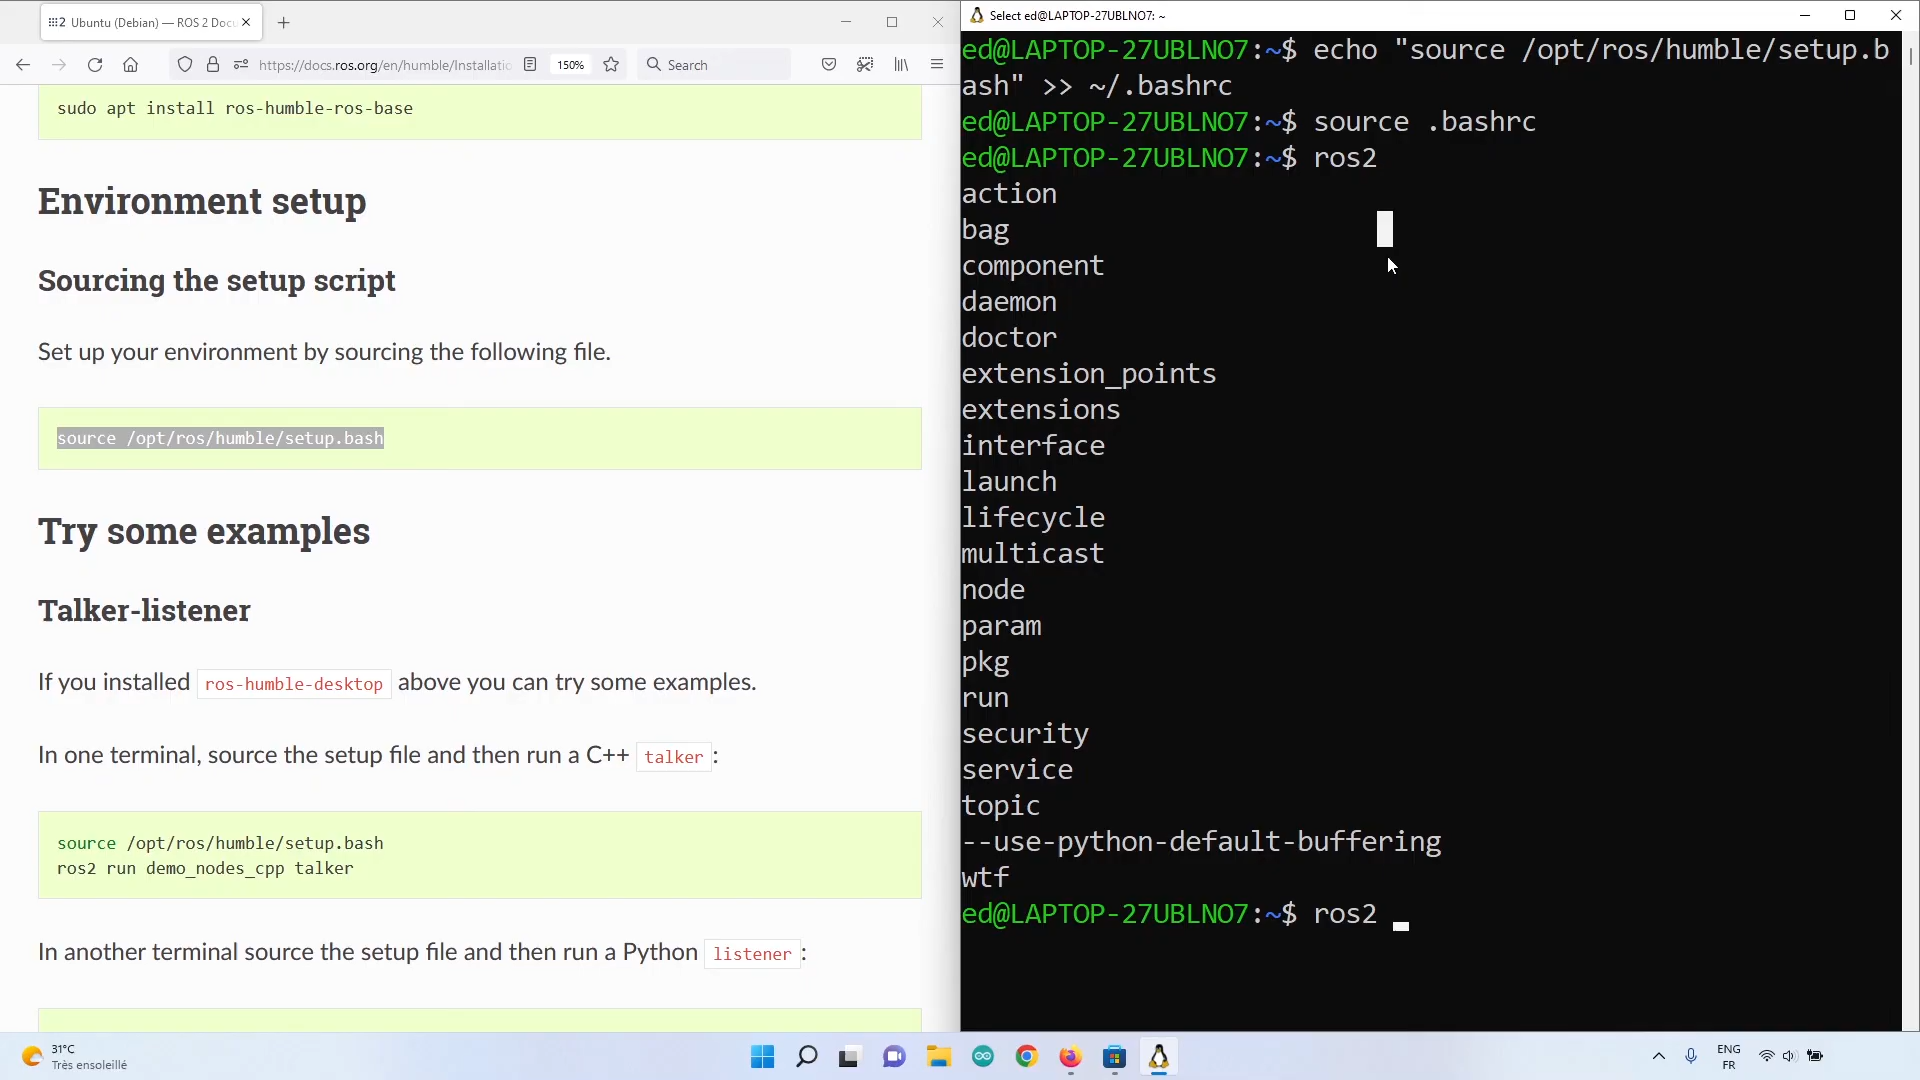 Ubuntu (Debian) — ROS 2 Docu
https://docs.ros.org/en/humble/Installatio
150%
Search
sudo apt install ros-humble-ros-base
Environment setup
Sourcing the setup script
Set up your environment by sourcing the following file.
source /opt/ros/humble/setup.bash
Try some examples
Talker-listener
If you installed ros-humble-desktop above you can try some examples.
In one terminal, source the setup file and then run a C++ talker :
source /opt/ros/humble/setup.bash
ros2 run demo_nodes_cpp talker
In another terminal source the setup file and then run a Python listener :
Select ed@LAPTOP-27UBLNO7: ~
ed@LAPTOP-27UBLNO7:~$ echo "source /opt/ros/humble/setup.b
ash" >> ~/.bashrc
ed@LAPTOP-27UBLNO7:~$ source .bashrc
ed@LAPTOP-27UBLNO7:~$ ros2
action
bag
component
daemon
doctor
extension_points
extensions
interface
launch
lifecycle
multicast
node
param
pkg
run
security
service
topic
--use-python-default-buffering
wtf
ed@LAPTOP-27UBLNO7:~$ ros2
31°C
Très ensoleillé
ENG
FR